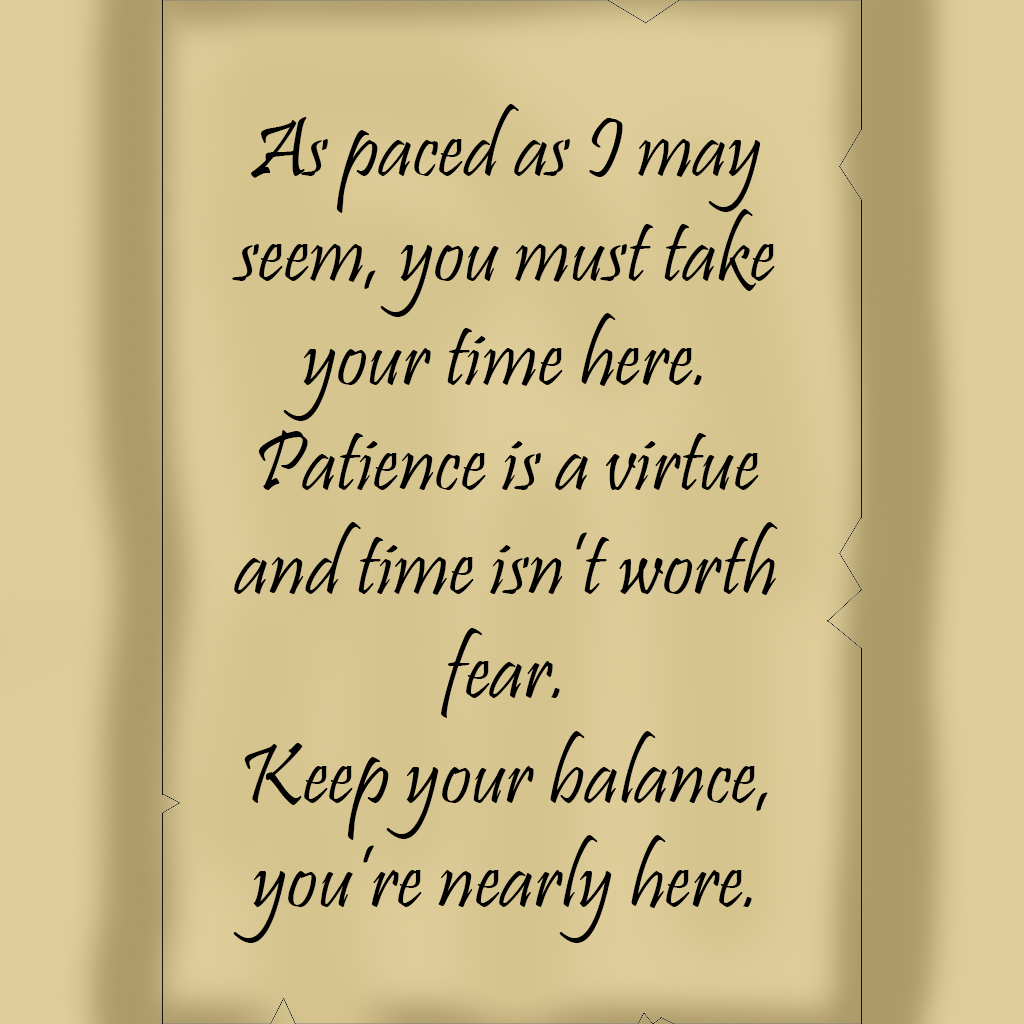 As paced as I may
seem, you must take
your time here.
Patience is a virtue
and time isn't worth
fear.
Keep your balance,
you're nearly here.